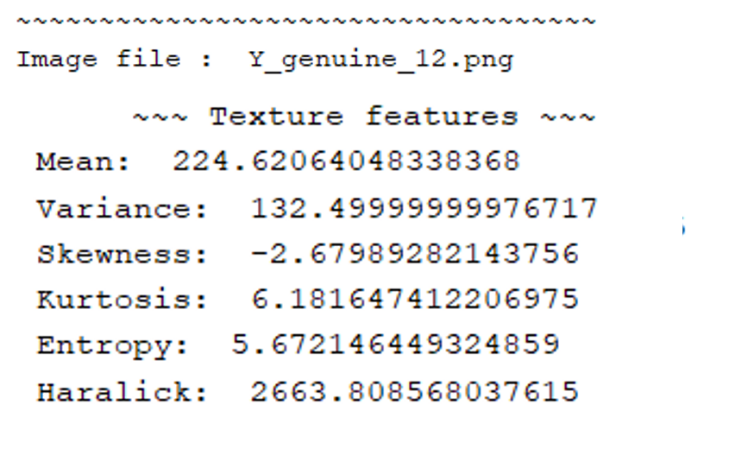 ~~~~~~~~~~~~~~~~~~~~~~~~~~~~~~~~~~~
Image file :  Y_genuine_12.png
~~~ Texture features ~~~
Mean:  224.62064048338368
Variance:  132.49999999976717
Skewness:  -2.67989282143756
Kurtosis:  6.181647412206975
Entropy:  5.672146449324859
Haralick:  2663.808568037615